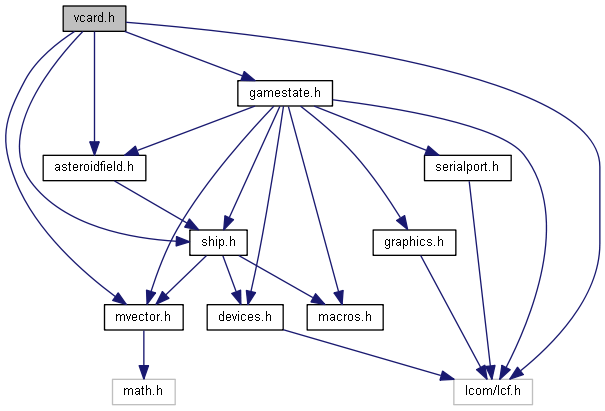 vcard.h
gamestate.h
asteroidfield.h
serialport.h
ship.h
graphics.h
mvector.h
devices.h
macros.h
math.h
lcom/lcf.h